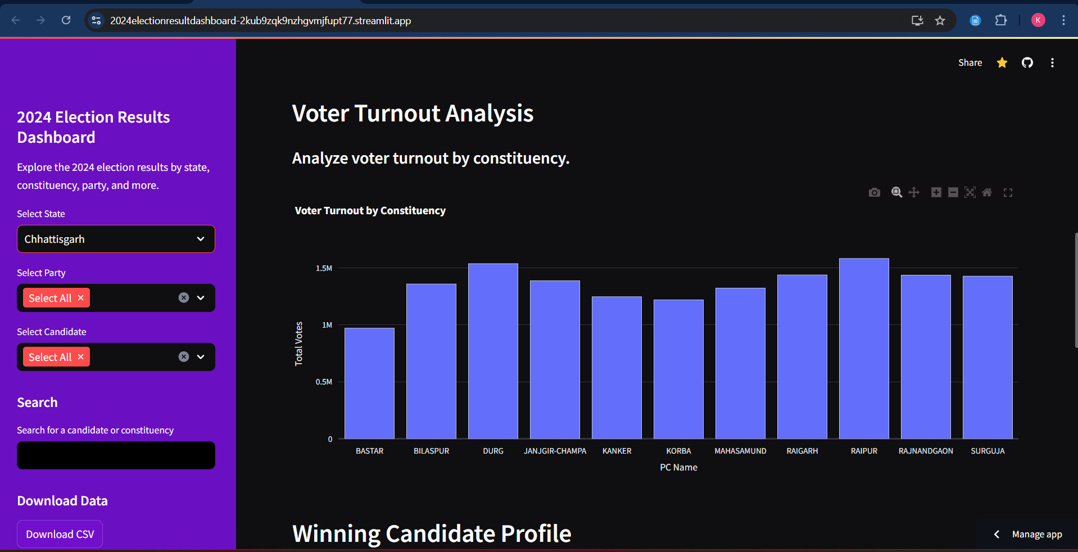 2024electionresultdashboard-2kub9zqk9nzhgvmjfupt77.streamlit.app
K
Share
2024 Election Results
Dashboard
Explore the 2024 election results by state,
constituency, party, and more.
Select State
Chhattisgarh
Select Party
Select All ×
Select Candidate
Select All ×
Search
Search for a candidate or constituency
Download Data
Download CSV
Voter Turnout Analysis
Analyze voter turnout by constituency.
Voter Turnout by Constituency
Total Votes
1.5M
1M
0.5M
0
BASTAR BILASPUR DURG JANJGIR-CHAMPA KANKER KORBA MAHASAMUND RAIGARH RAIPUR RAJNANDGAON SURGUJA
PC Name
Winning Candidate Profile
Manage app